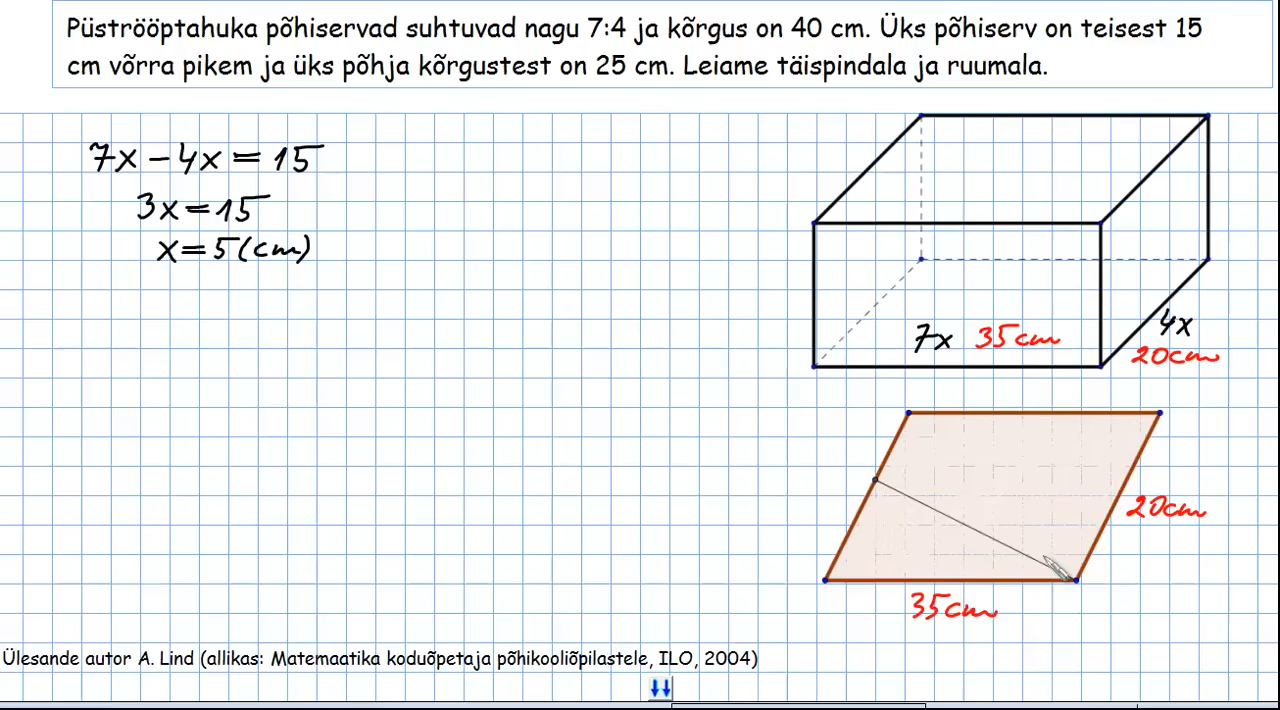 Püströöptahuka põhiservad suhtuvad nagu 7:4 ja kõrgus on 40 cm. Üks põhiserv on teisest 15
cm võrra pikem ja üks põhja kõrgustest on 25 cm. Leiame täispindala ja ruumala.
7x - 4x = 15
3x = 15
x = 5 (cm)
7x 35cm
4x
20cm
20cm
35cm
Ülesande autor A. Lind (allikas: Matemaatika koduõpetaja põhikooliõpilastele, ILO, 2004)